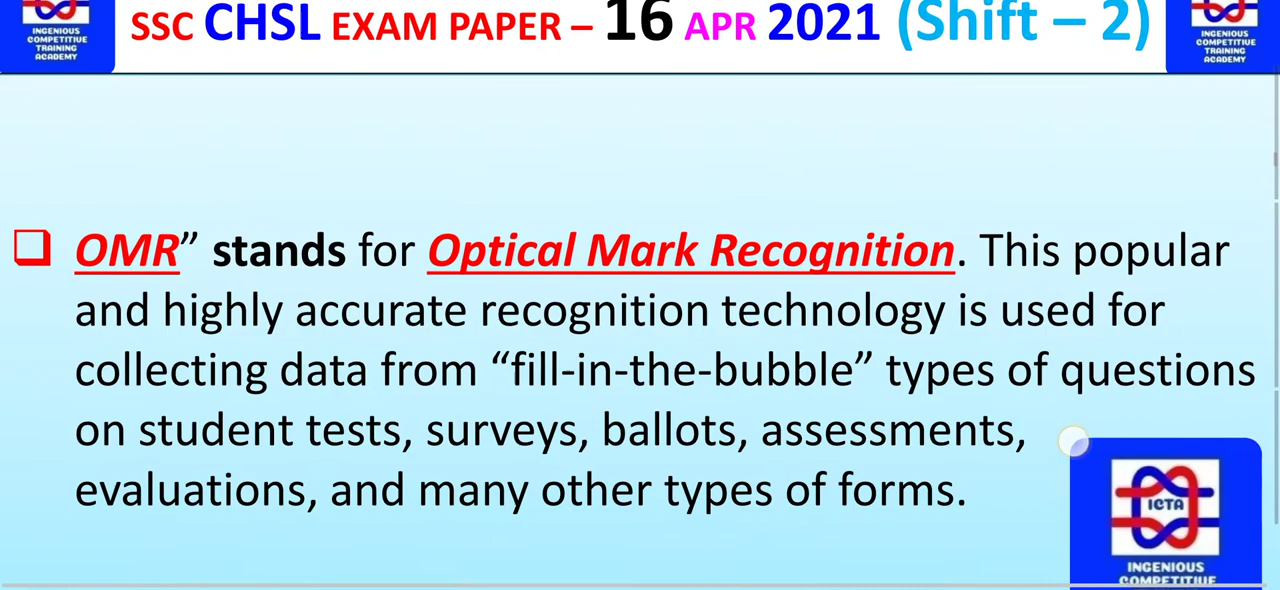 SSC CHSL EXAM PAPER – 16 APR 2021 (Shift – 2)
INGENIOUS
COMPETITIVE
TRAINING
ACADEMY
INGENIOUS
COMPETITIVE
TRAINING
ACADEMY
❑ OMR” stands for Optical Mark Recognition. This popular
and highly accurate recognition technology is used for
collecting data from “fill-in-the-bubble” types of questions
on student tests, surveys, ballots, assessments,
evaluations, and many other types of forms.
ICTA
INGENIOUS
COMPETITIVE